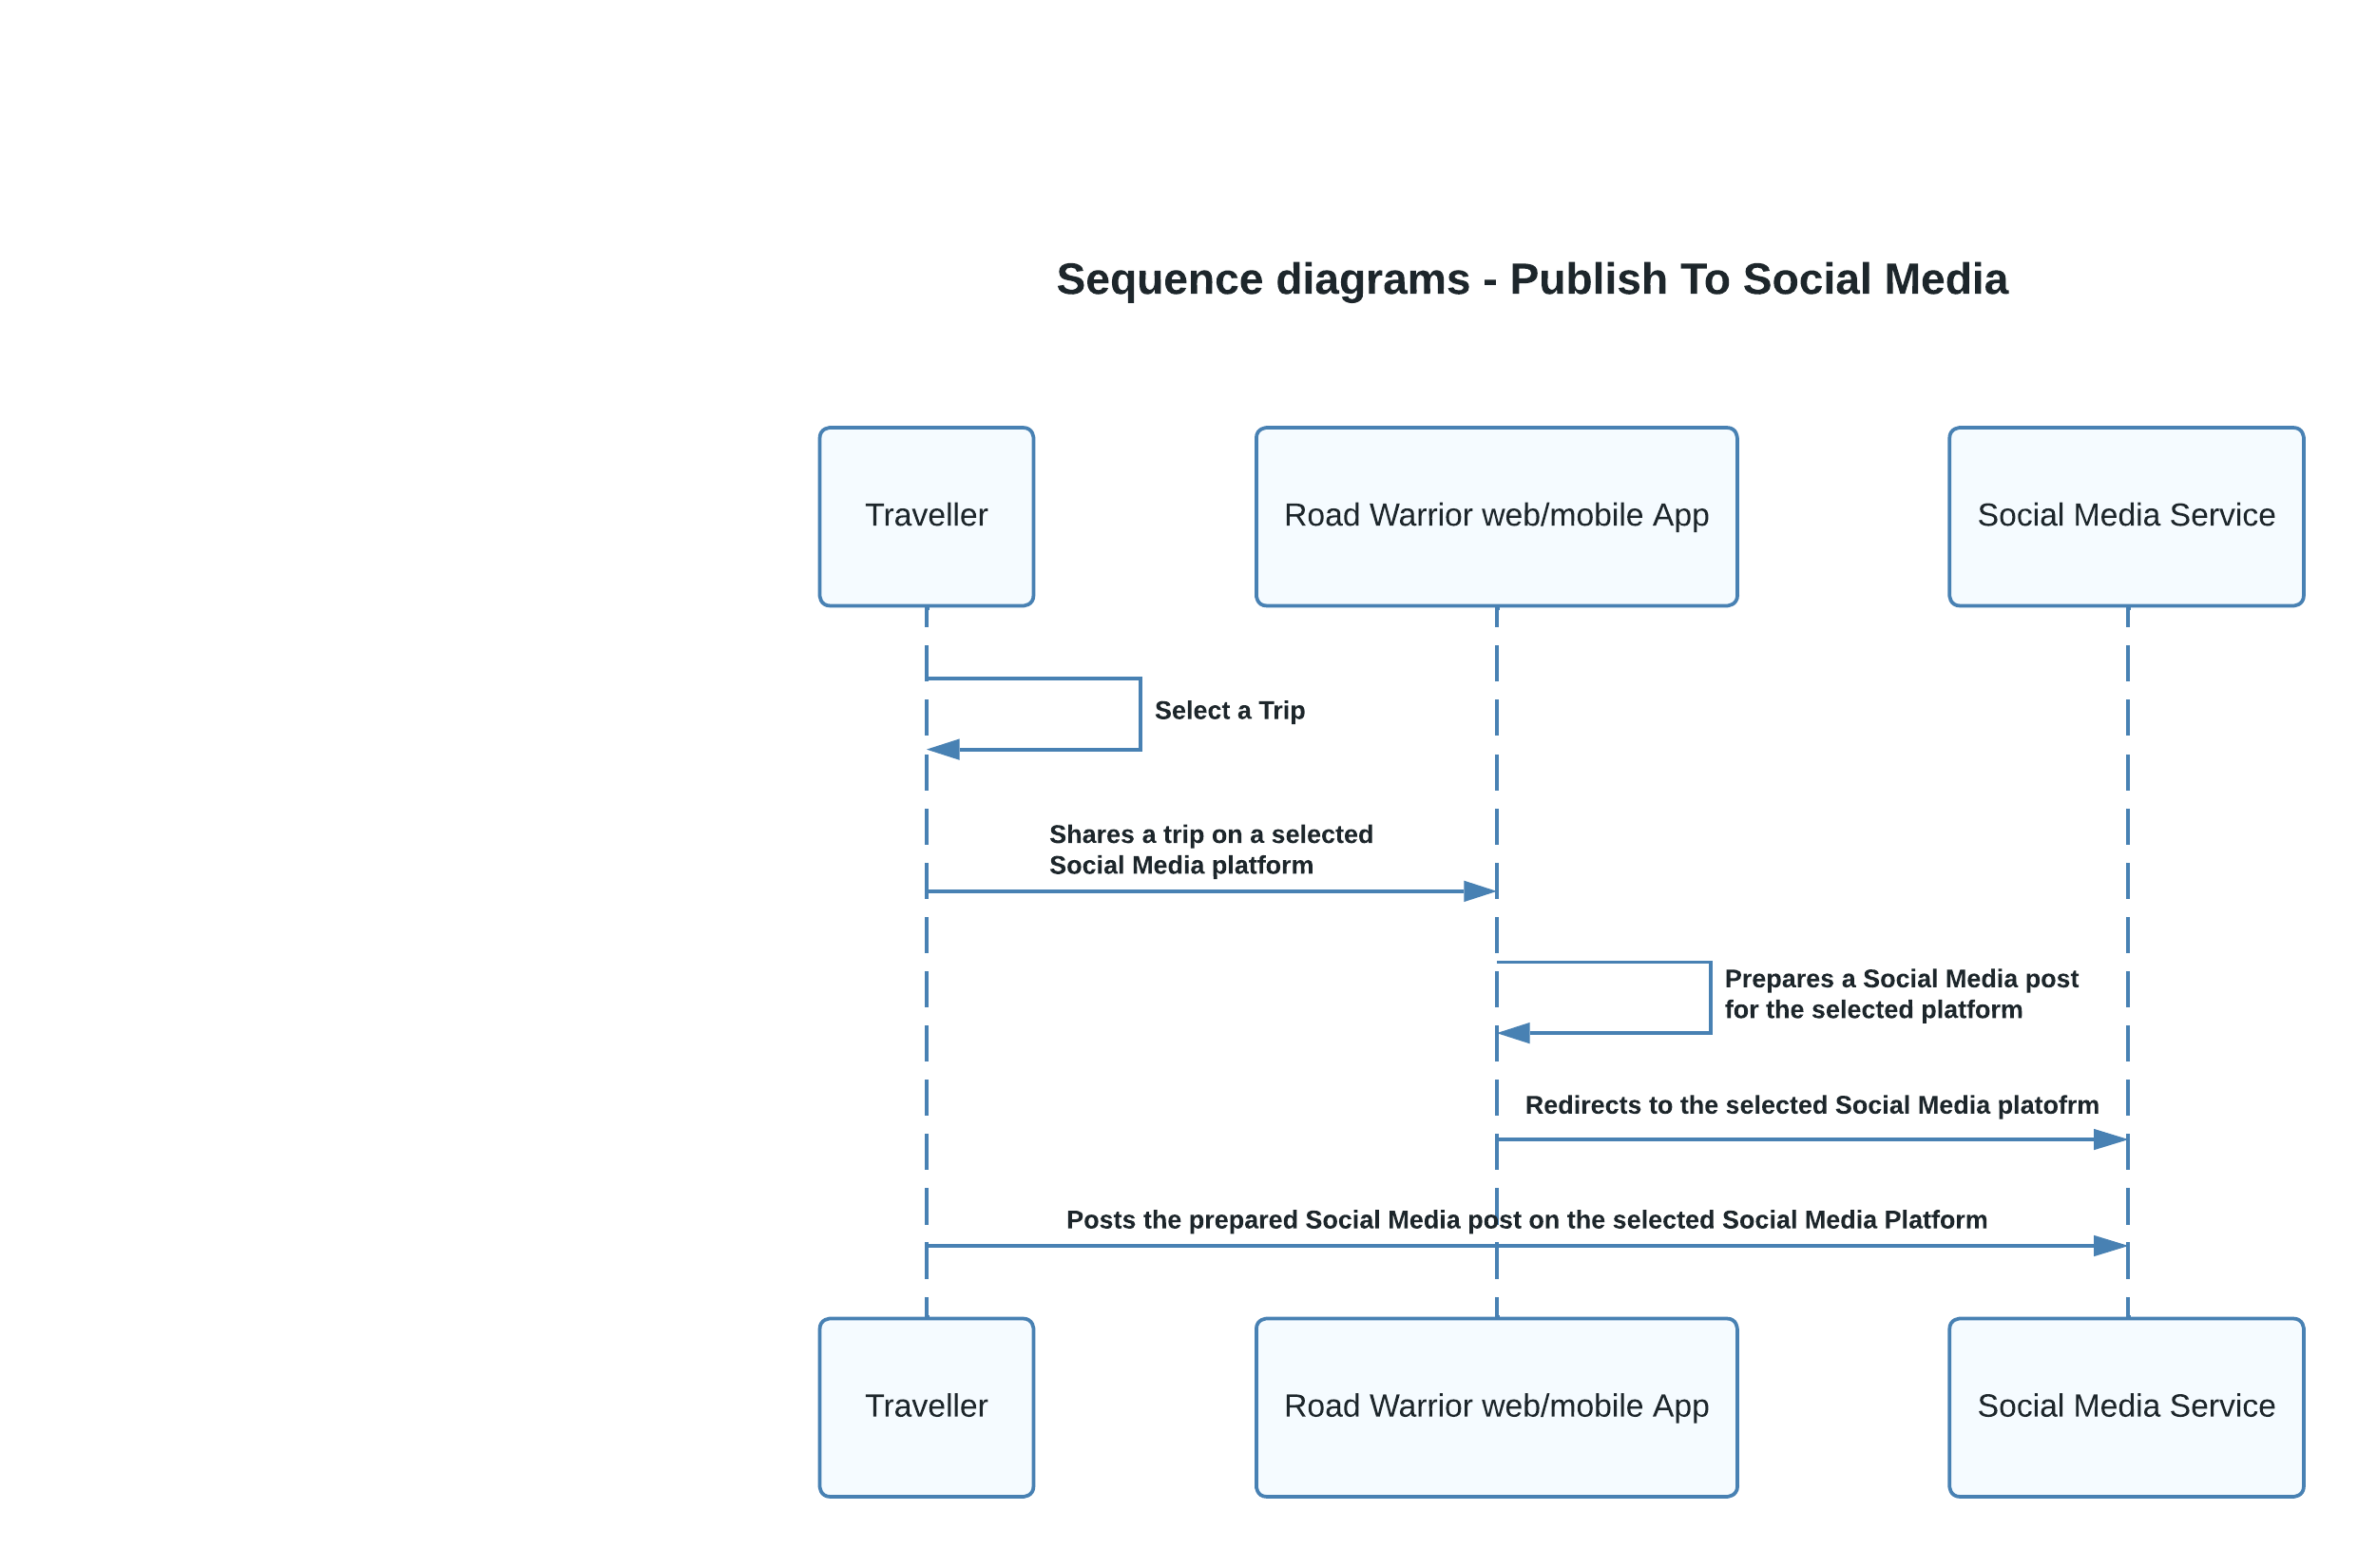 Sequence diagrams - Publish To Social Media
Traveller
Road Warrior web/mobile App
Social Media Service
Select a Trip
Shares a trip on a selected
Social Media platform
Prepares a Social Media post
for the selected platform
Redirects to the selected Social Media platofrm
Posts the prepared Social Media post on the selected Social Media Platform
Traveller
Road Warrior web/mobile App
Social Media Service